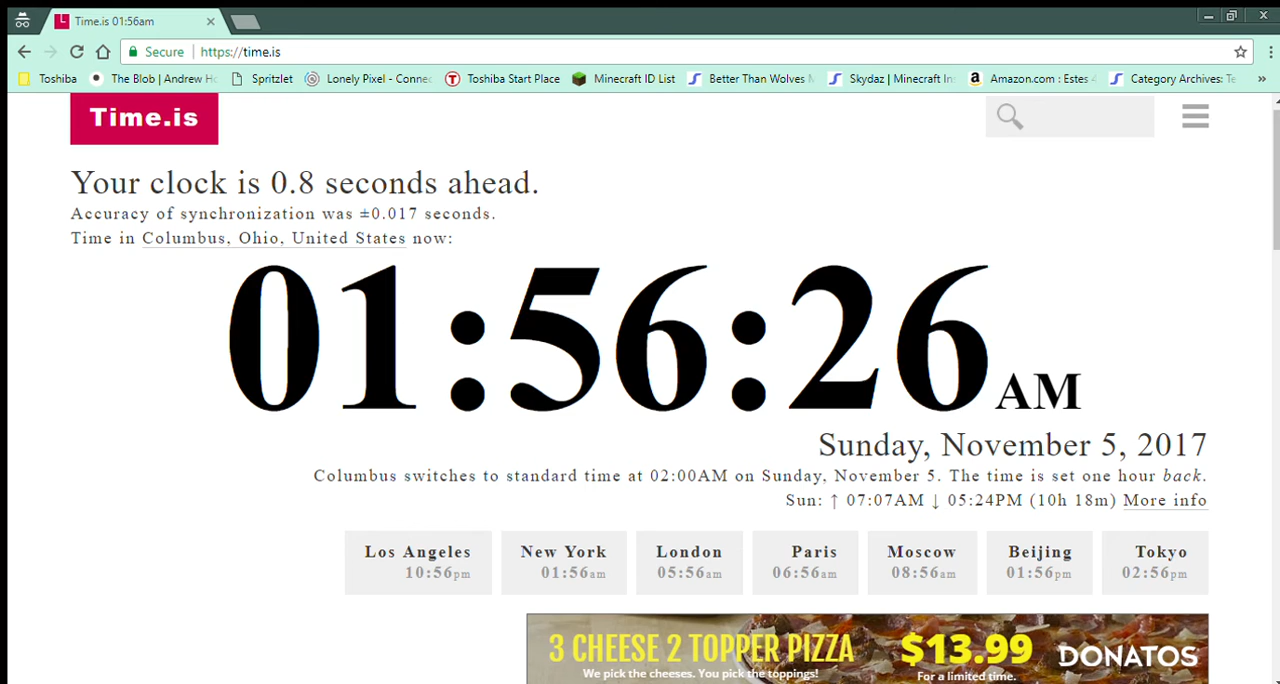 Time.is 01:56am
Secure
https://time.is
Toshiba
The Blob | Andrew Ho
Spritzlet
Lonely Pixel - Connec
Toshiba Start Place
Minecraft ID List
Better Than Wolves
Skydaz | Minecraft In
Amazon.com : Estes
Category Archives: Te
»
Time.is
Your clock is 0.8 seconds ahead.
Accuracy of synchronization was ±0.017 seconds.
Time in Columbus, Ohio, United States now:
01:56:26 AM
Sunday, November 5, 2017
Columbus switches to standard time at 02:00AM on Sunday, November 5. The time is set one hour back.
Sun: ↑ 07:07AM ↓ 05:24PM (10h 18m) More info
Los Angeles
10:56pm
New York
01:56am
London
05:56am
Paris
06:56am
Moscow
08:56am
Beijing
01:56pm
Tokyo
02:56pm
3 CHEESE 2 TOPPER PIZZA
We pick the cheeses. You pick the toppings!
$13.99
For a limited time.
DONATOS